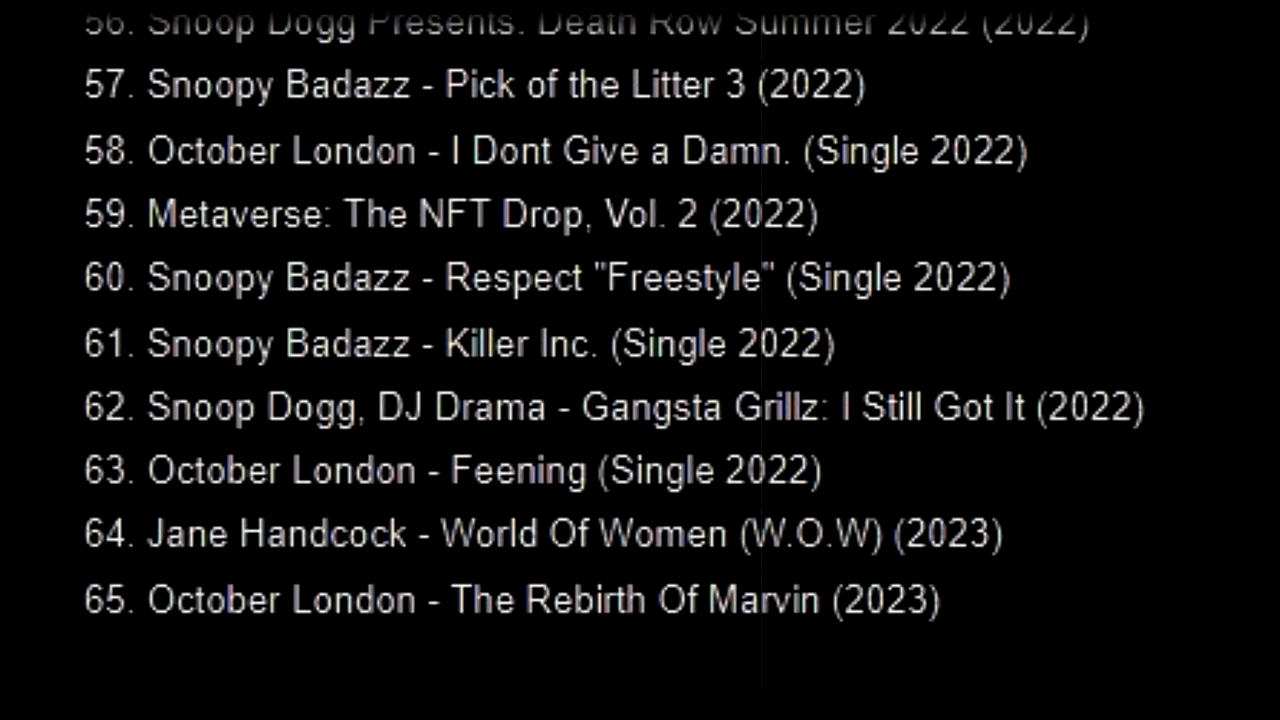 56. Snoop Dogg Presents: Death Row Summer 2022 (2022)
57. Snoopy Badazz - Pick of the Litter 3 (2022)
58. October London - I Dont Give a Damn. (Single 2022)
59. Metaverse: The NFT Drop, Vol. 2 (2022)
60. Snoopy Badazz - Respect "Freestyle" (Single 2022)
61. Snoopy Badazz - Killer Inc. (Single 2022)
62. Snoop Dogg, DJ Drama - Gangsta Grillz: I Still Got It (2022)
63. October London - Feening (Single 2022)
64. Jane Handcock - World Of Women (W.O.W) (2023)
65. October London - The Rebirth Of Marvin (2023)